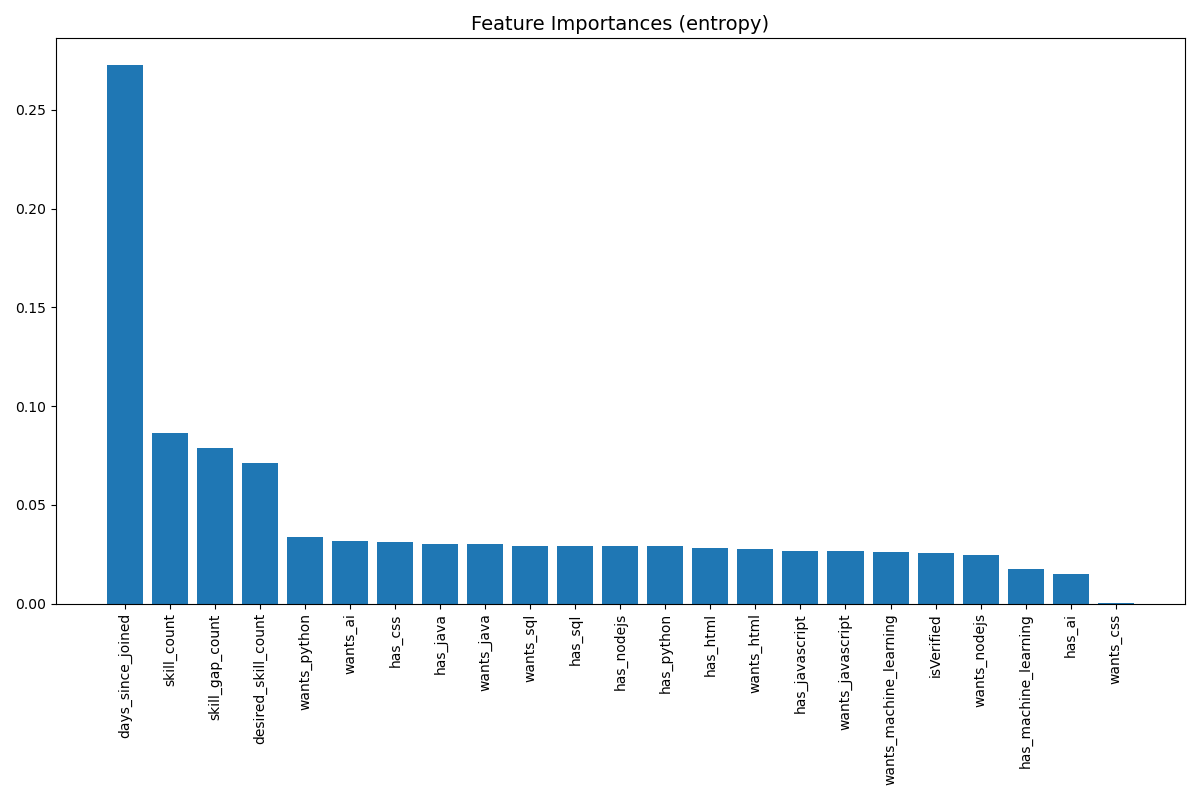 Feature Importances (entropy)
0.25
0.20
0.15
0.10
0.05
0.00
days_since_joined
skill_count
skill_gap_count
desired_skill_count
wants_python
wants_ai
has_css
has_java
wants_java
wants_sql
has_sql
has_nodejs
has_python
has_html
wants_html
has_javascript
wants_javascript
wants_machine_learning
isVerified
wants_nodejs
has_machine_learning
has_ai
wants_css